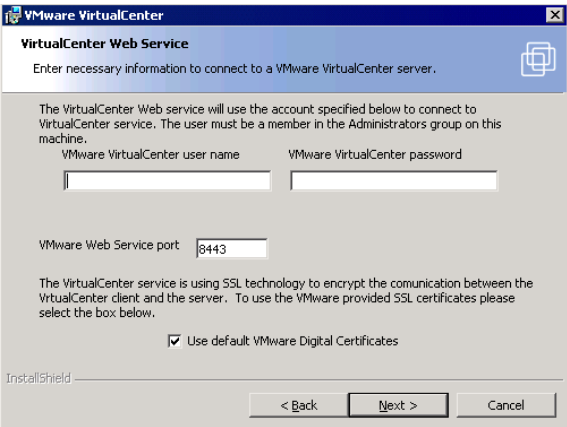 VMware VirtualCenter
VirtualCenter Web Service
Enter necessary information to connect to a VMware VirtualCenter server.
The VirtualCenter Web service will use the account specified below to connect to
VirtualCenter service. The user must be a member in the Administrators group on this
machine.
VMware VirtualCenter user name VMware VirtualCenter password
VMware Web Service port 8443
The VirtualCenter service is using SSL technology to encrypt the comunication between the
VrtualCenter client and the server. To use the VMware provided SSL certificates please
select the box below.
Use default VMware Digital Certificates
InstallShield
< Back Next > Cancel